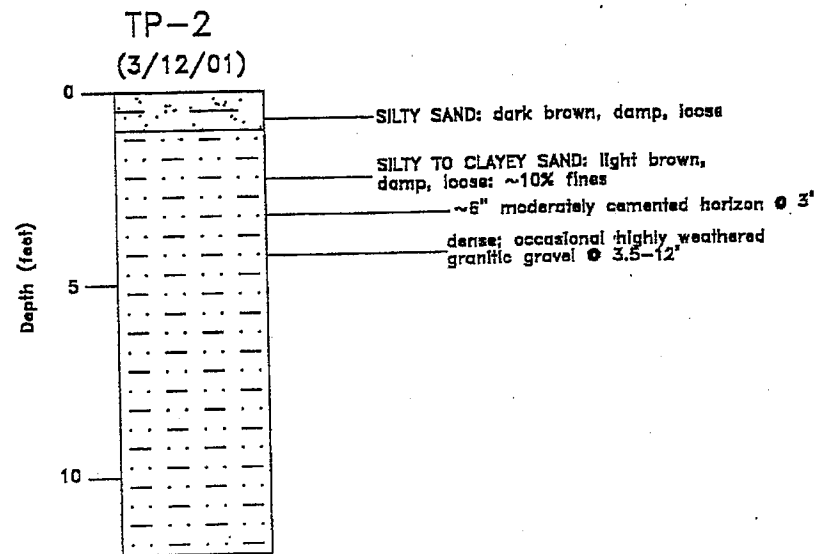 TP-2
(3/12/01)
0
SILTY SAND: dark brown, damp, loose
SILTY TO CLAYEY SAND: light brown,
damp, loose: ~10% fines
~6" moderately cemented horizon @ 3'
dense; occasional highly weathered
granitic gravel @ 3.5-12'
Depth (feet)
5
10